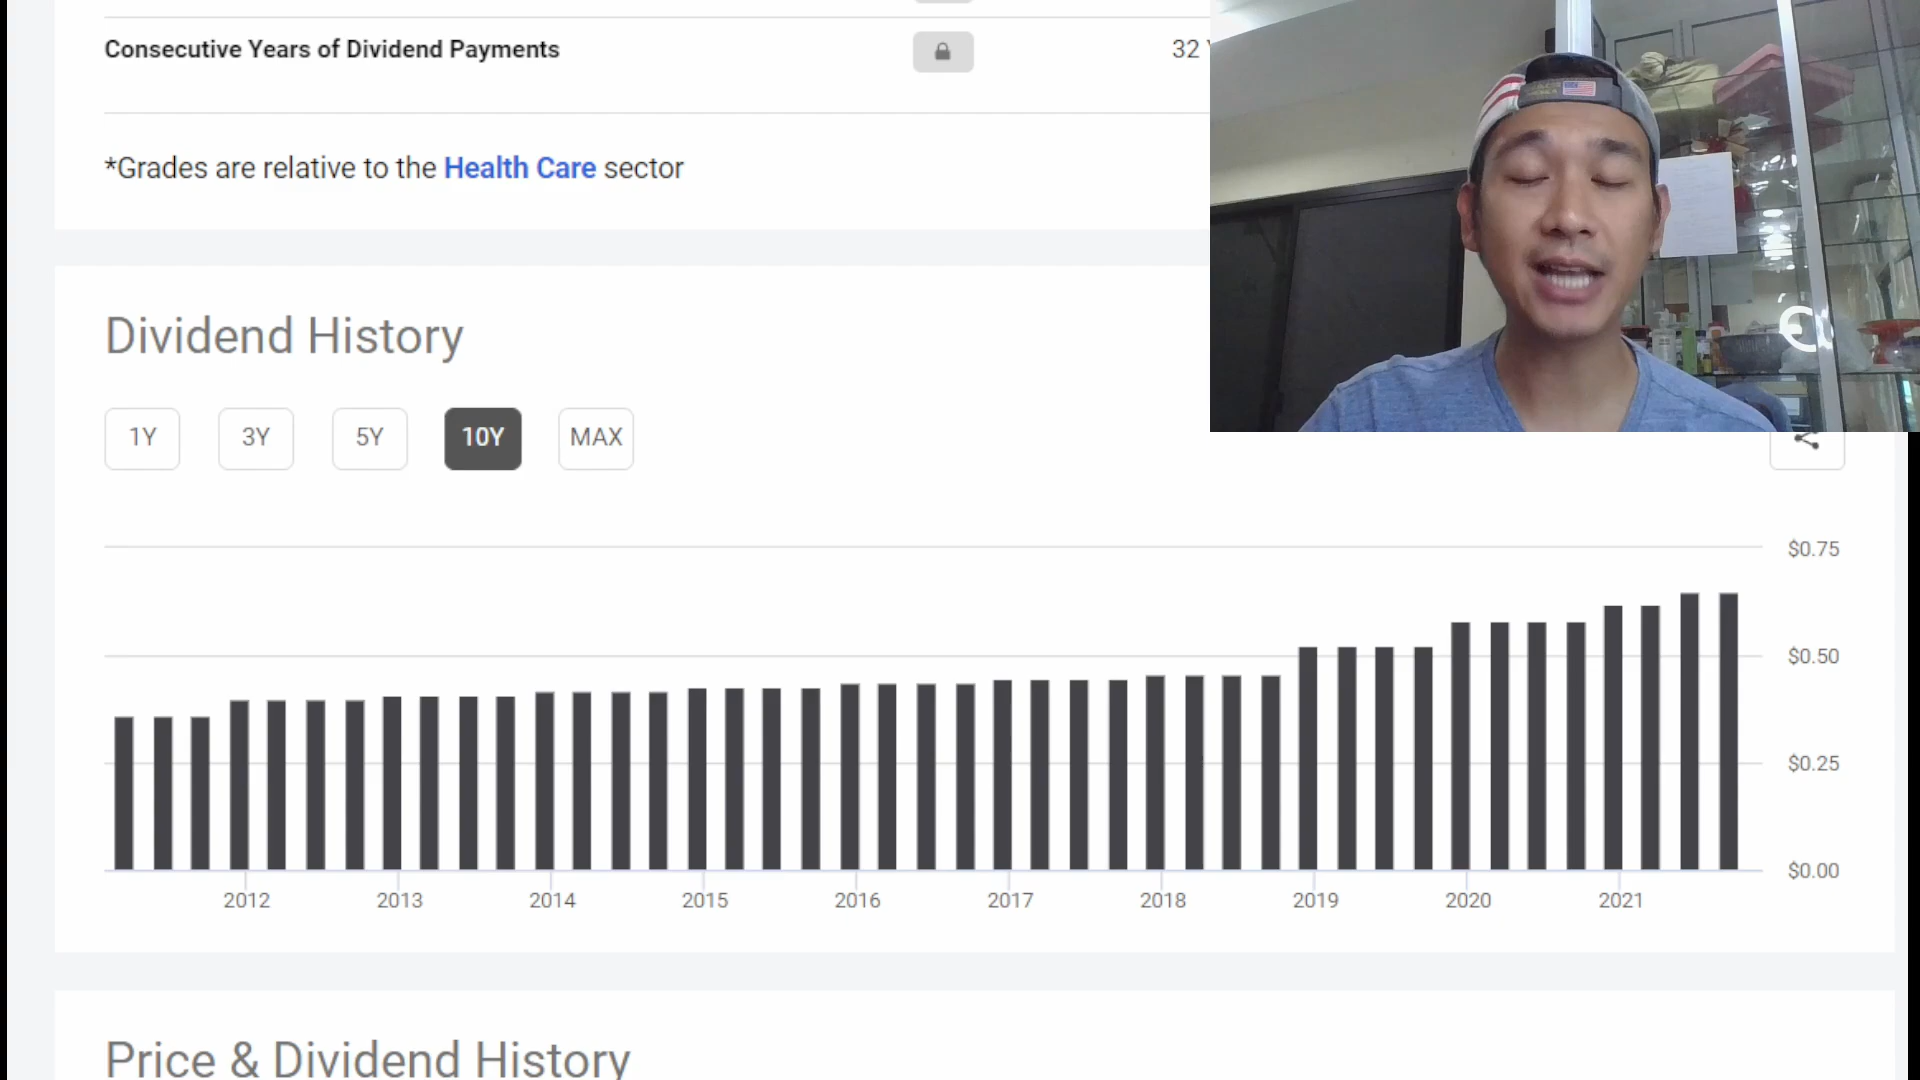 Consecutive Years of Dividend Payments
32
*Grades are relative to the Health Care sector
Dividend History
1Y 3Y 5Y 10Y MAX
$0.75
$0.50
$0.25
$0.00
2012 2013 2014 2015 2016 2017 2018 2019 2020 2021
Price & Dividend History